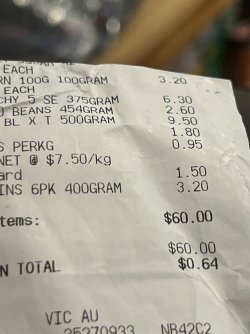 EACH
RN 100G 100GRAM 3.20
EACH
CHY 5 SE 375GRAM 6.30
BEANS 454GRAM 2.60
BL X T 500GRAM 9.50
1.80
S PERKG 0.95
NET @ $7.50/kg
ard 1.50
INS 6PK 400GRAM 3.20
tems: $60.00
$60.00
N TOTAL $0.64
VIC AU
25270933 NB42C2